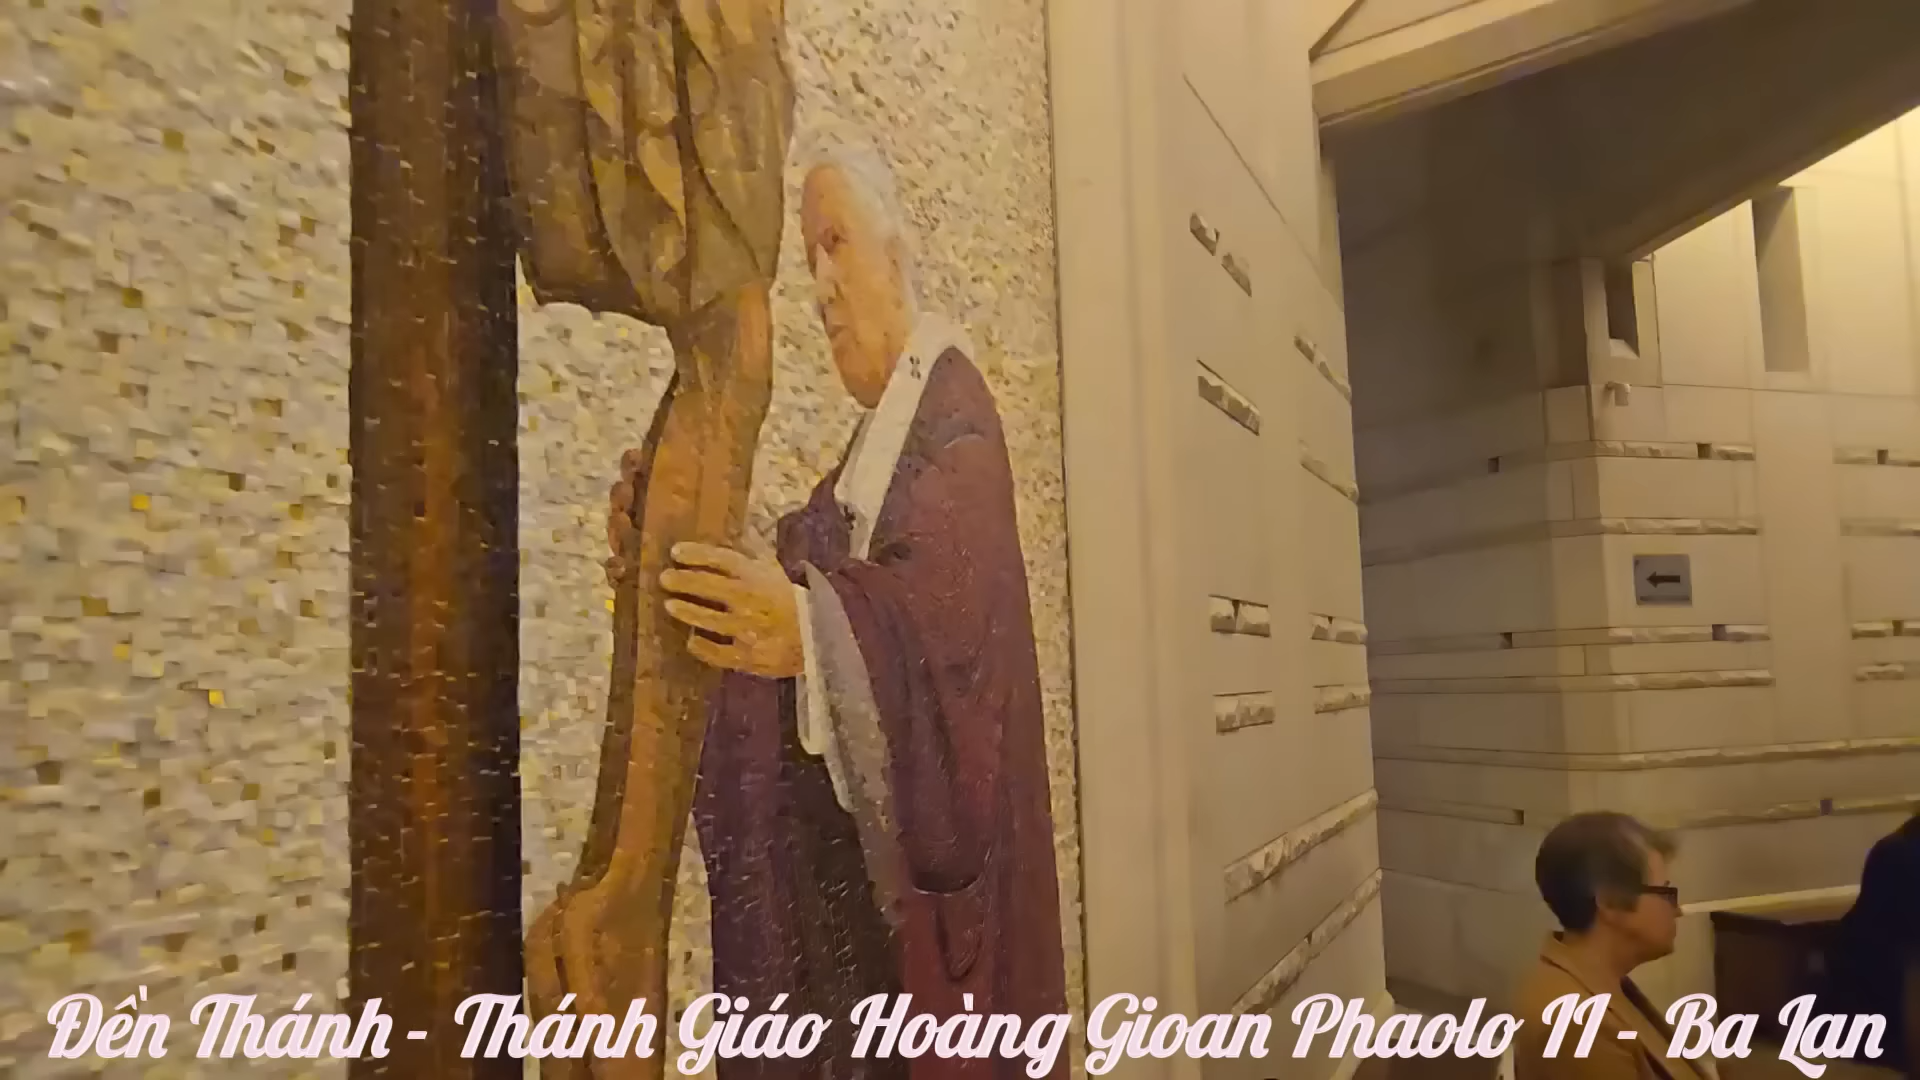 Đền Thánh - Thánh Giáo Hoàng Gioan Phaolo II - Ba Lan